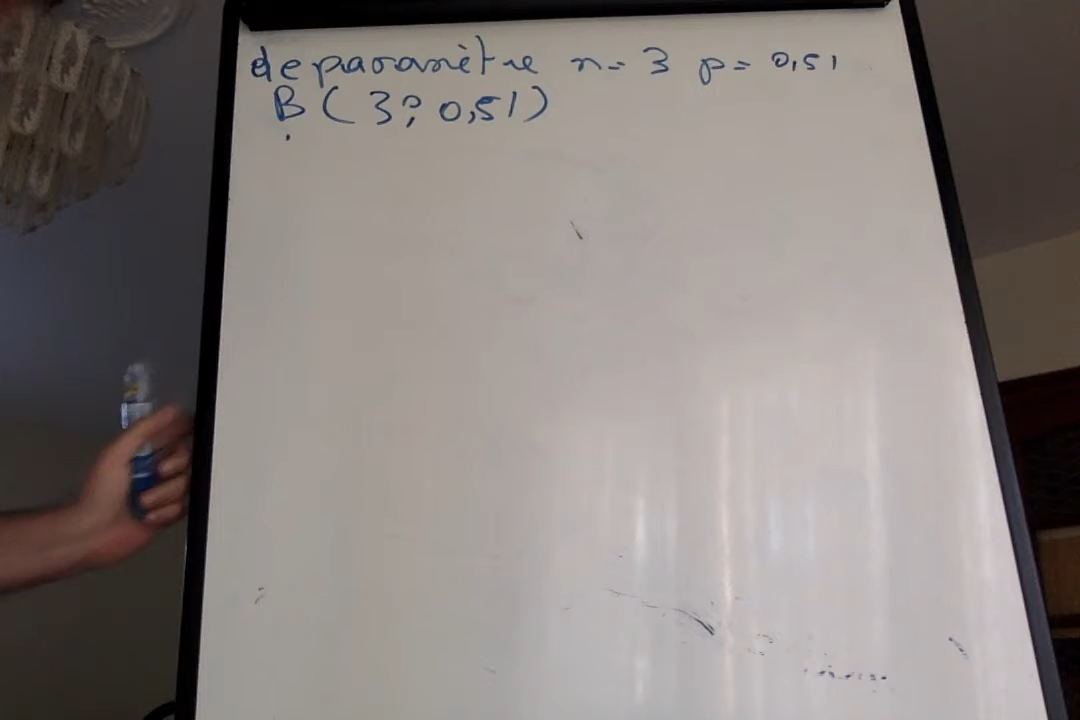 de paramètre n = 3 p = 0,51
B ( 3 ; 0,51 )